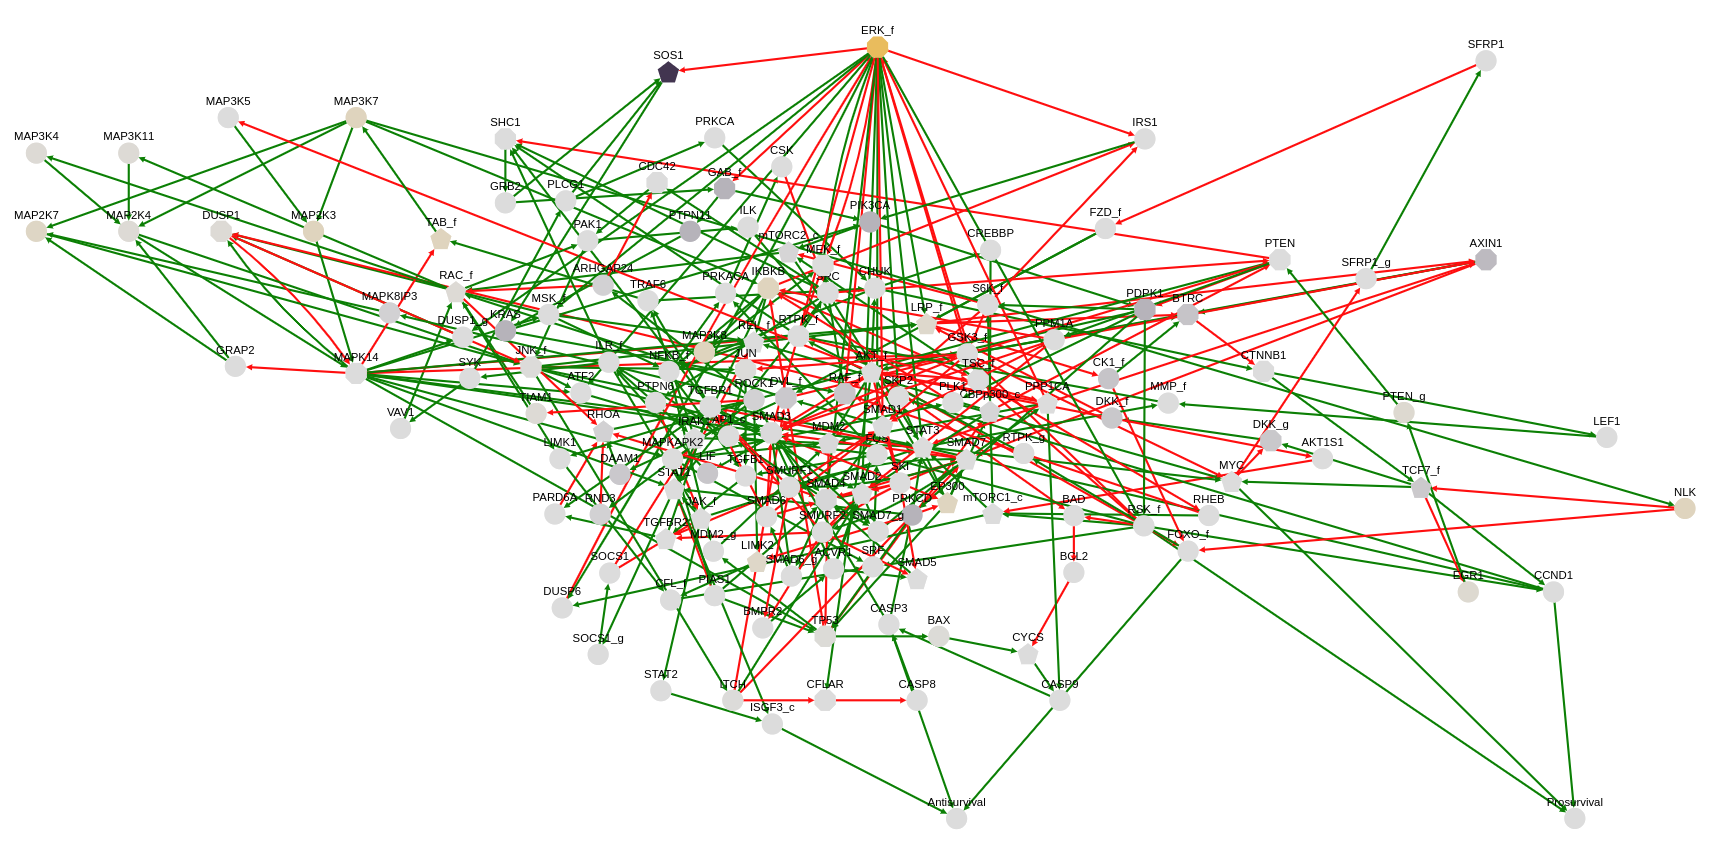 ERK_f
SFRP1
SOS1
MAP3K5
MAP3K7
SHC1
PRKCA
IRS1
MAP3K4
MAP3K11
CSK
CDC42
GAB_f
GRB2
PLCG1
MAP2K7
MAP2K4
DUSP1
MAP2K3
TAB_f
PAK1
PTPN11
ILK
PIK3CA
FZD_f
mTORC2_c
MEK_f
CREBBP
PTEN
AXIN1
SFRP1_g
RAC_f
ARHGAP24
TRAF6
PRKACA
IKBKB
CHUK
S6K_f
PDPK1
BTRC
MAPK8IP3
MSK_f
DUSP1_g
KRAS
RTPK_f
LRP_f
REL_f
MAP3K8
PPM1A
GSK3_f
GRAP2
MAPK14
SYK
JNK_f
ILR_f
NFKB_f
JUN
AKT_f
TSC_f
CK1_f
CTNNB1
ATF2
PTPN6
TGFBR1
ROCK1
DVL_f
RAF_f
SKP2
PLK1
CBPp300_c
PPP1CA
MMP_f
DKK_f
PTEN_g
VAV1
TIAM1
RHOA
IRAK1
SMAD3
SMAD1
MDM2
FOS
STAT3
SMAD7
RTPK_g
DKK_g
LEF1
LIMK1
MAPKAPK2
DAAM1
LIF
TGFB1
SMURF1
SKI
AKT1S1
MYC
TCF7_f
STAT1
SMAD4
SMAD2
EP300
PARD6A
RND3
JAK_f
SMAD6
PRKCD
mTORC1_c
BAD
RHEB
NLK
TGFBR2
MDM2_g
SMURF2
SMAD7_g
RSK_f
LIMK2
FOXO_f
SOCS1
SMAD6_g
ACVR1
SRF
SMAD5
BCL2
EGR1
CCND1
DUSP6
CFL_f
PIAS1
BMPR2
TP53
CASP3
BAX
SOCS1_g
CYCS
STAT2
ITCH
CFLAR
CASP8
CASP9
ISGF3_c
Antisurvival
Prosurvival